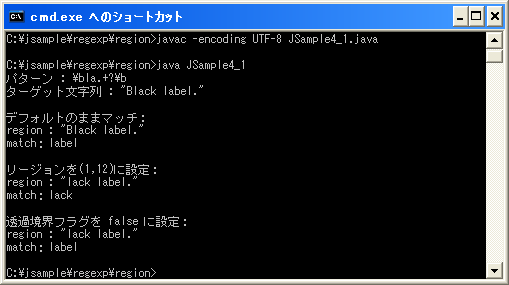 cmd.exe へのショートカット
C:¥jsample¥regexp¥region>javac -encoding UTF-8 JSample4_1.java
C:¥jsample¥regexp¥region>java JSample4_1
パターン : ¥bla.+?¥b
ターゲット文字列 : "Black label."
デフォルトのままマッチ:
region : "Black label."
match: label
リージョンを(1,12)に設定:
region : "lack label."
match: lack
透過境界フラグを false に設定:
region : "lack label."
match: label
C:¥jsample¥regexp¥region>